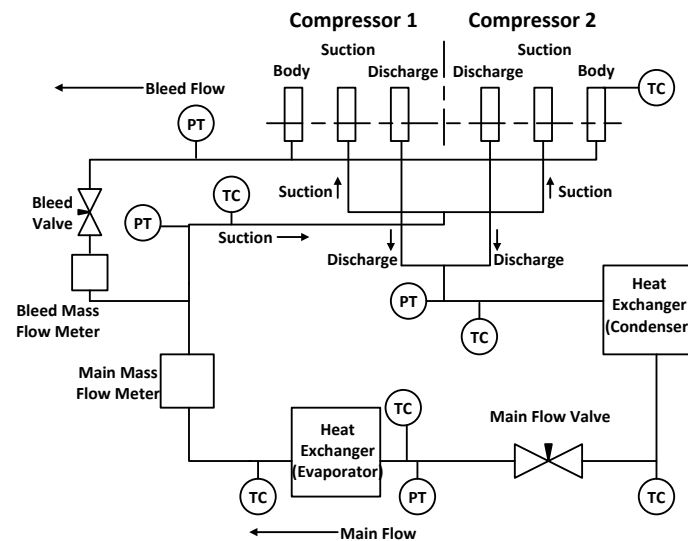 Compressor 1
Compressor 2
Suction
Suction
Body
Discharge
Discharge
Body
TC
Bleed Flow
PT
Bleed
Valve
TC
PT
Suction
Suction
Suction
Discharge
Discharge
Bleed Mass
Flow Meter
PT
TC
Heat
Exchanger
(Condenser
Main Mass
Flow Meter
TC
Main Flow Valve
Heat
Exchanger
(Evaporator)
TC
PT
TC
Main Flow